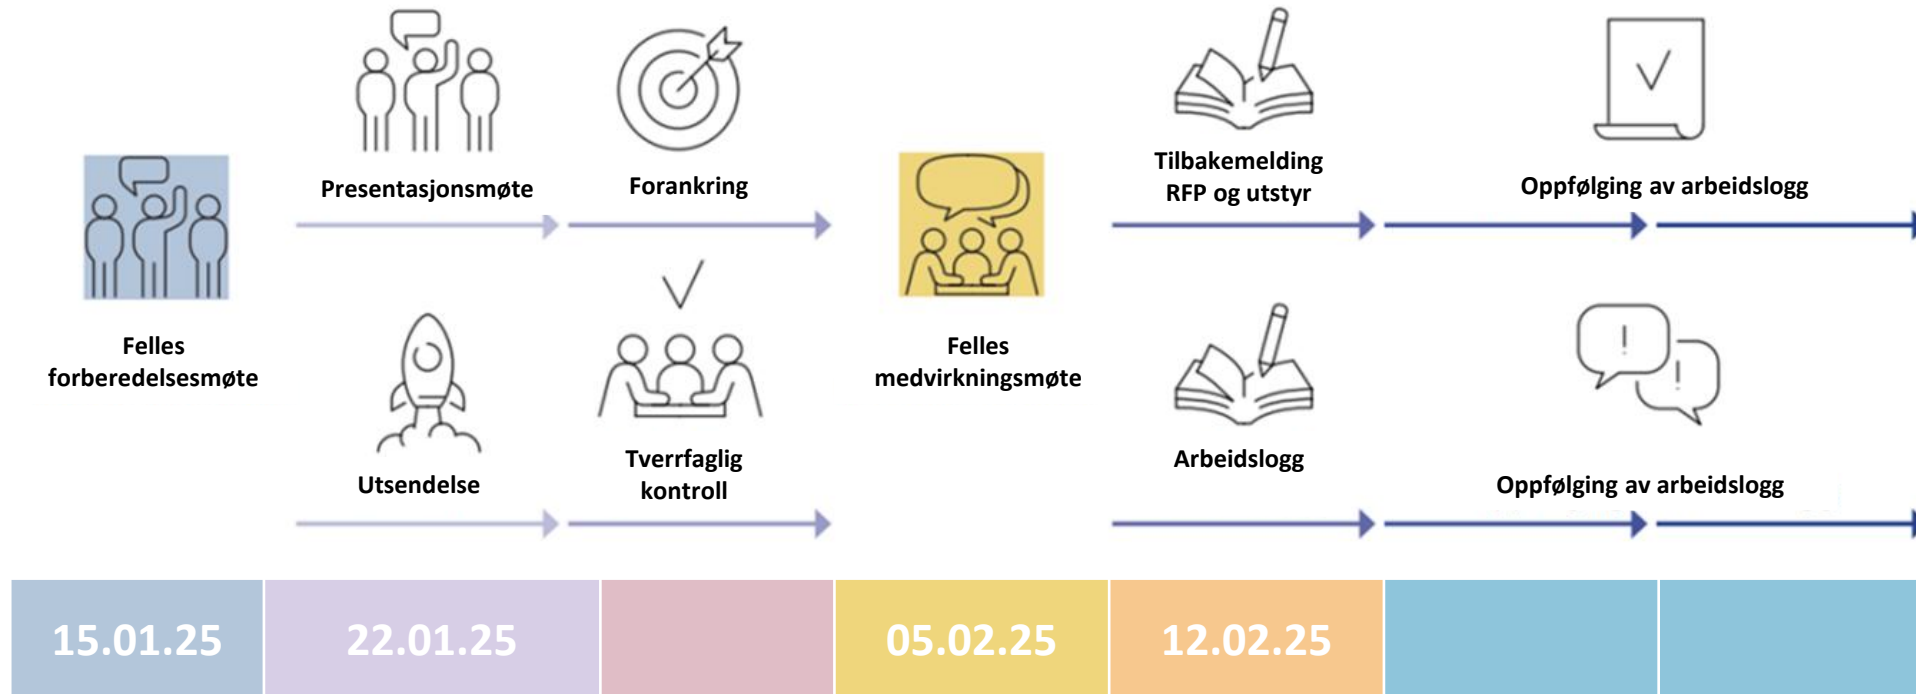 Presentasjonsmøte
Forankring
Tilbakemelding
RFP og utstyr
Oppfølging av arbeidslogg
Felles
forberedelsesmøte
Felles
medvirkningsmøte
Utsendelse
Tverrfaglig
kontroll
Arbeidslogg
Oppfølging av arbeidslogg
15.01.25
22.01.25
05.02.25
12.02.25